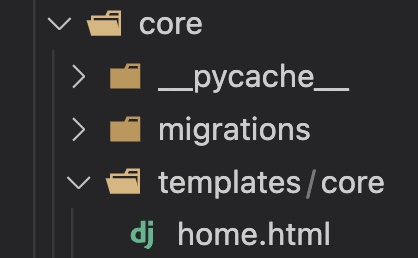 core
__pycache__
migrations
templates/core
dj home.html